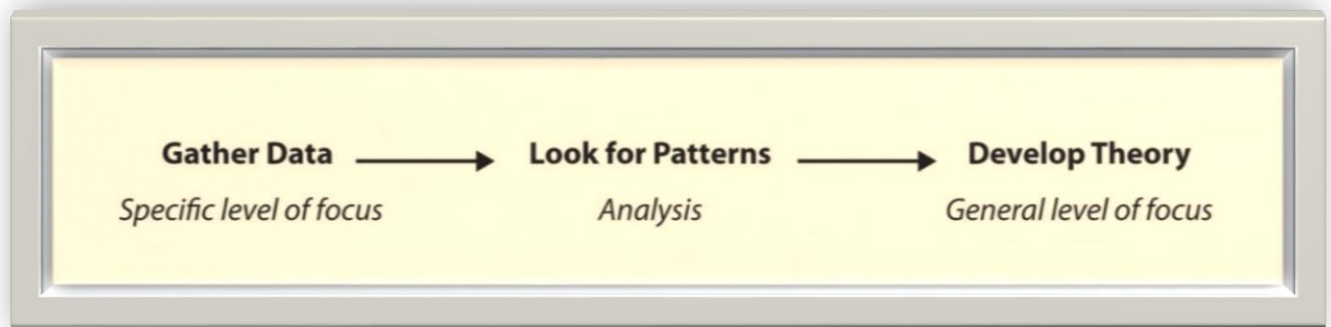 Gather Data Look for Patterns Develop Theory
Specific level of focus Analysis General level of focus